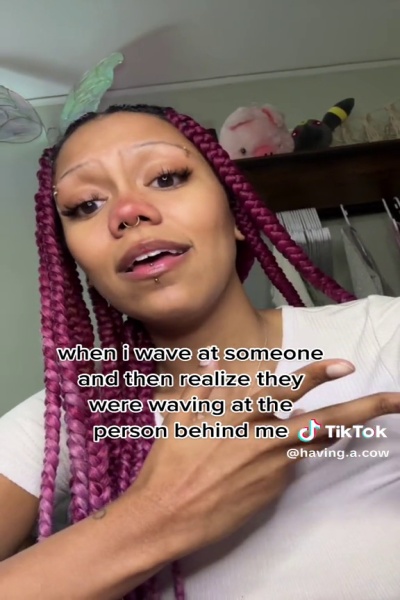 when i wave at someone
and then realize they
were waving at the
person behind me
TikTok
@having.a.cow